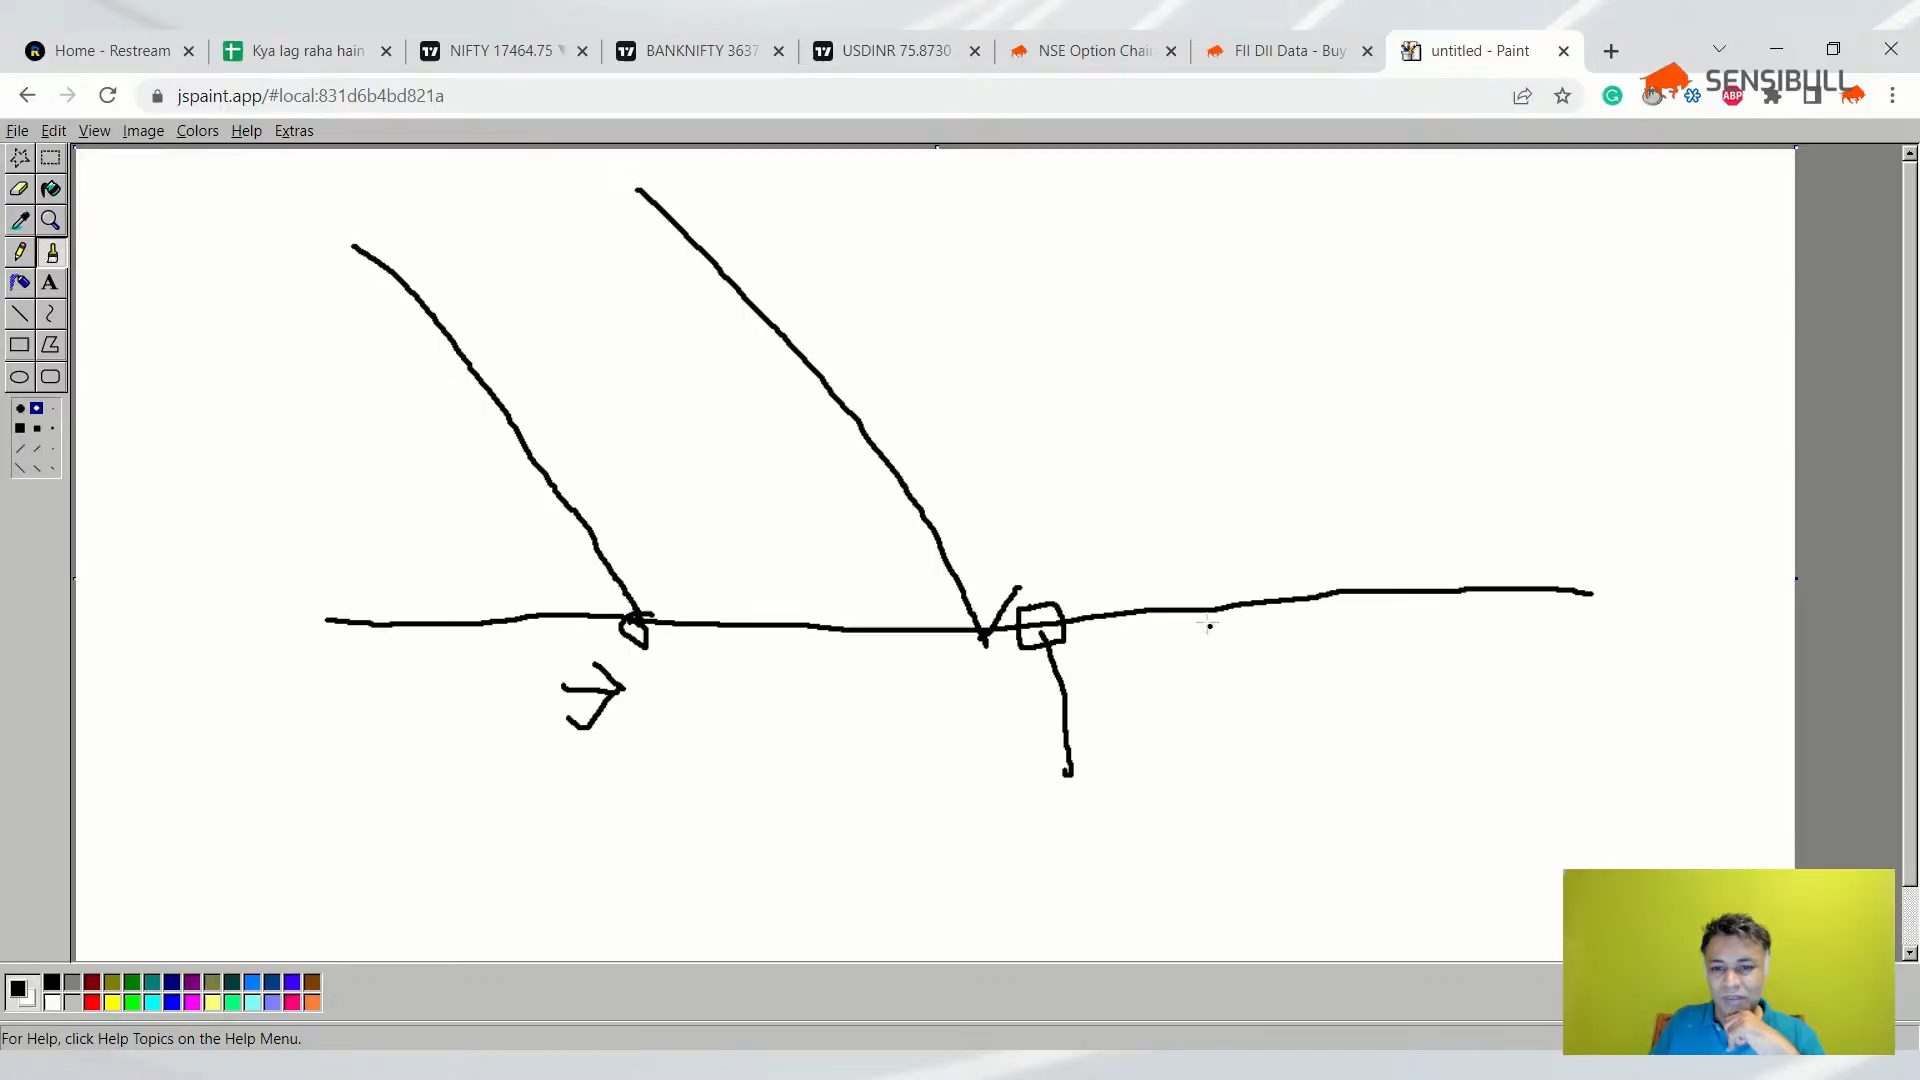 Home - Restream
Kya lag raha hain
NIFTY 17464.75
BANKNIFTY 3637
USDINR 75.8730
NSE Option Chain
FII DII Data - Buy
untitled - Paint
jspaint.app/#local:831d6b4bd821a
SENSIBULL
ABP
File Edit View Image Colors Help Extras
A
For Help, click Help Topics on the Help Menu.